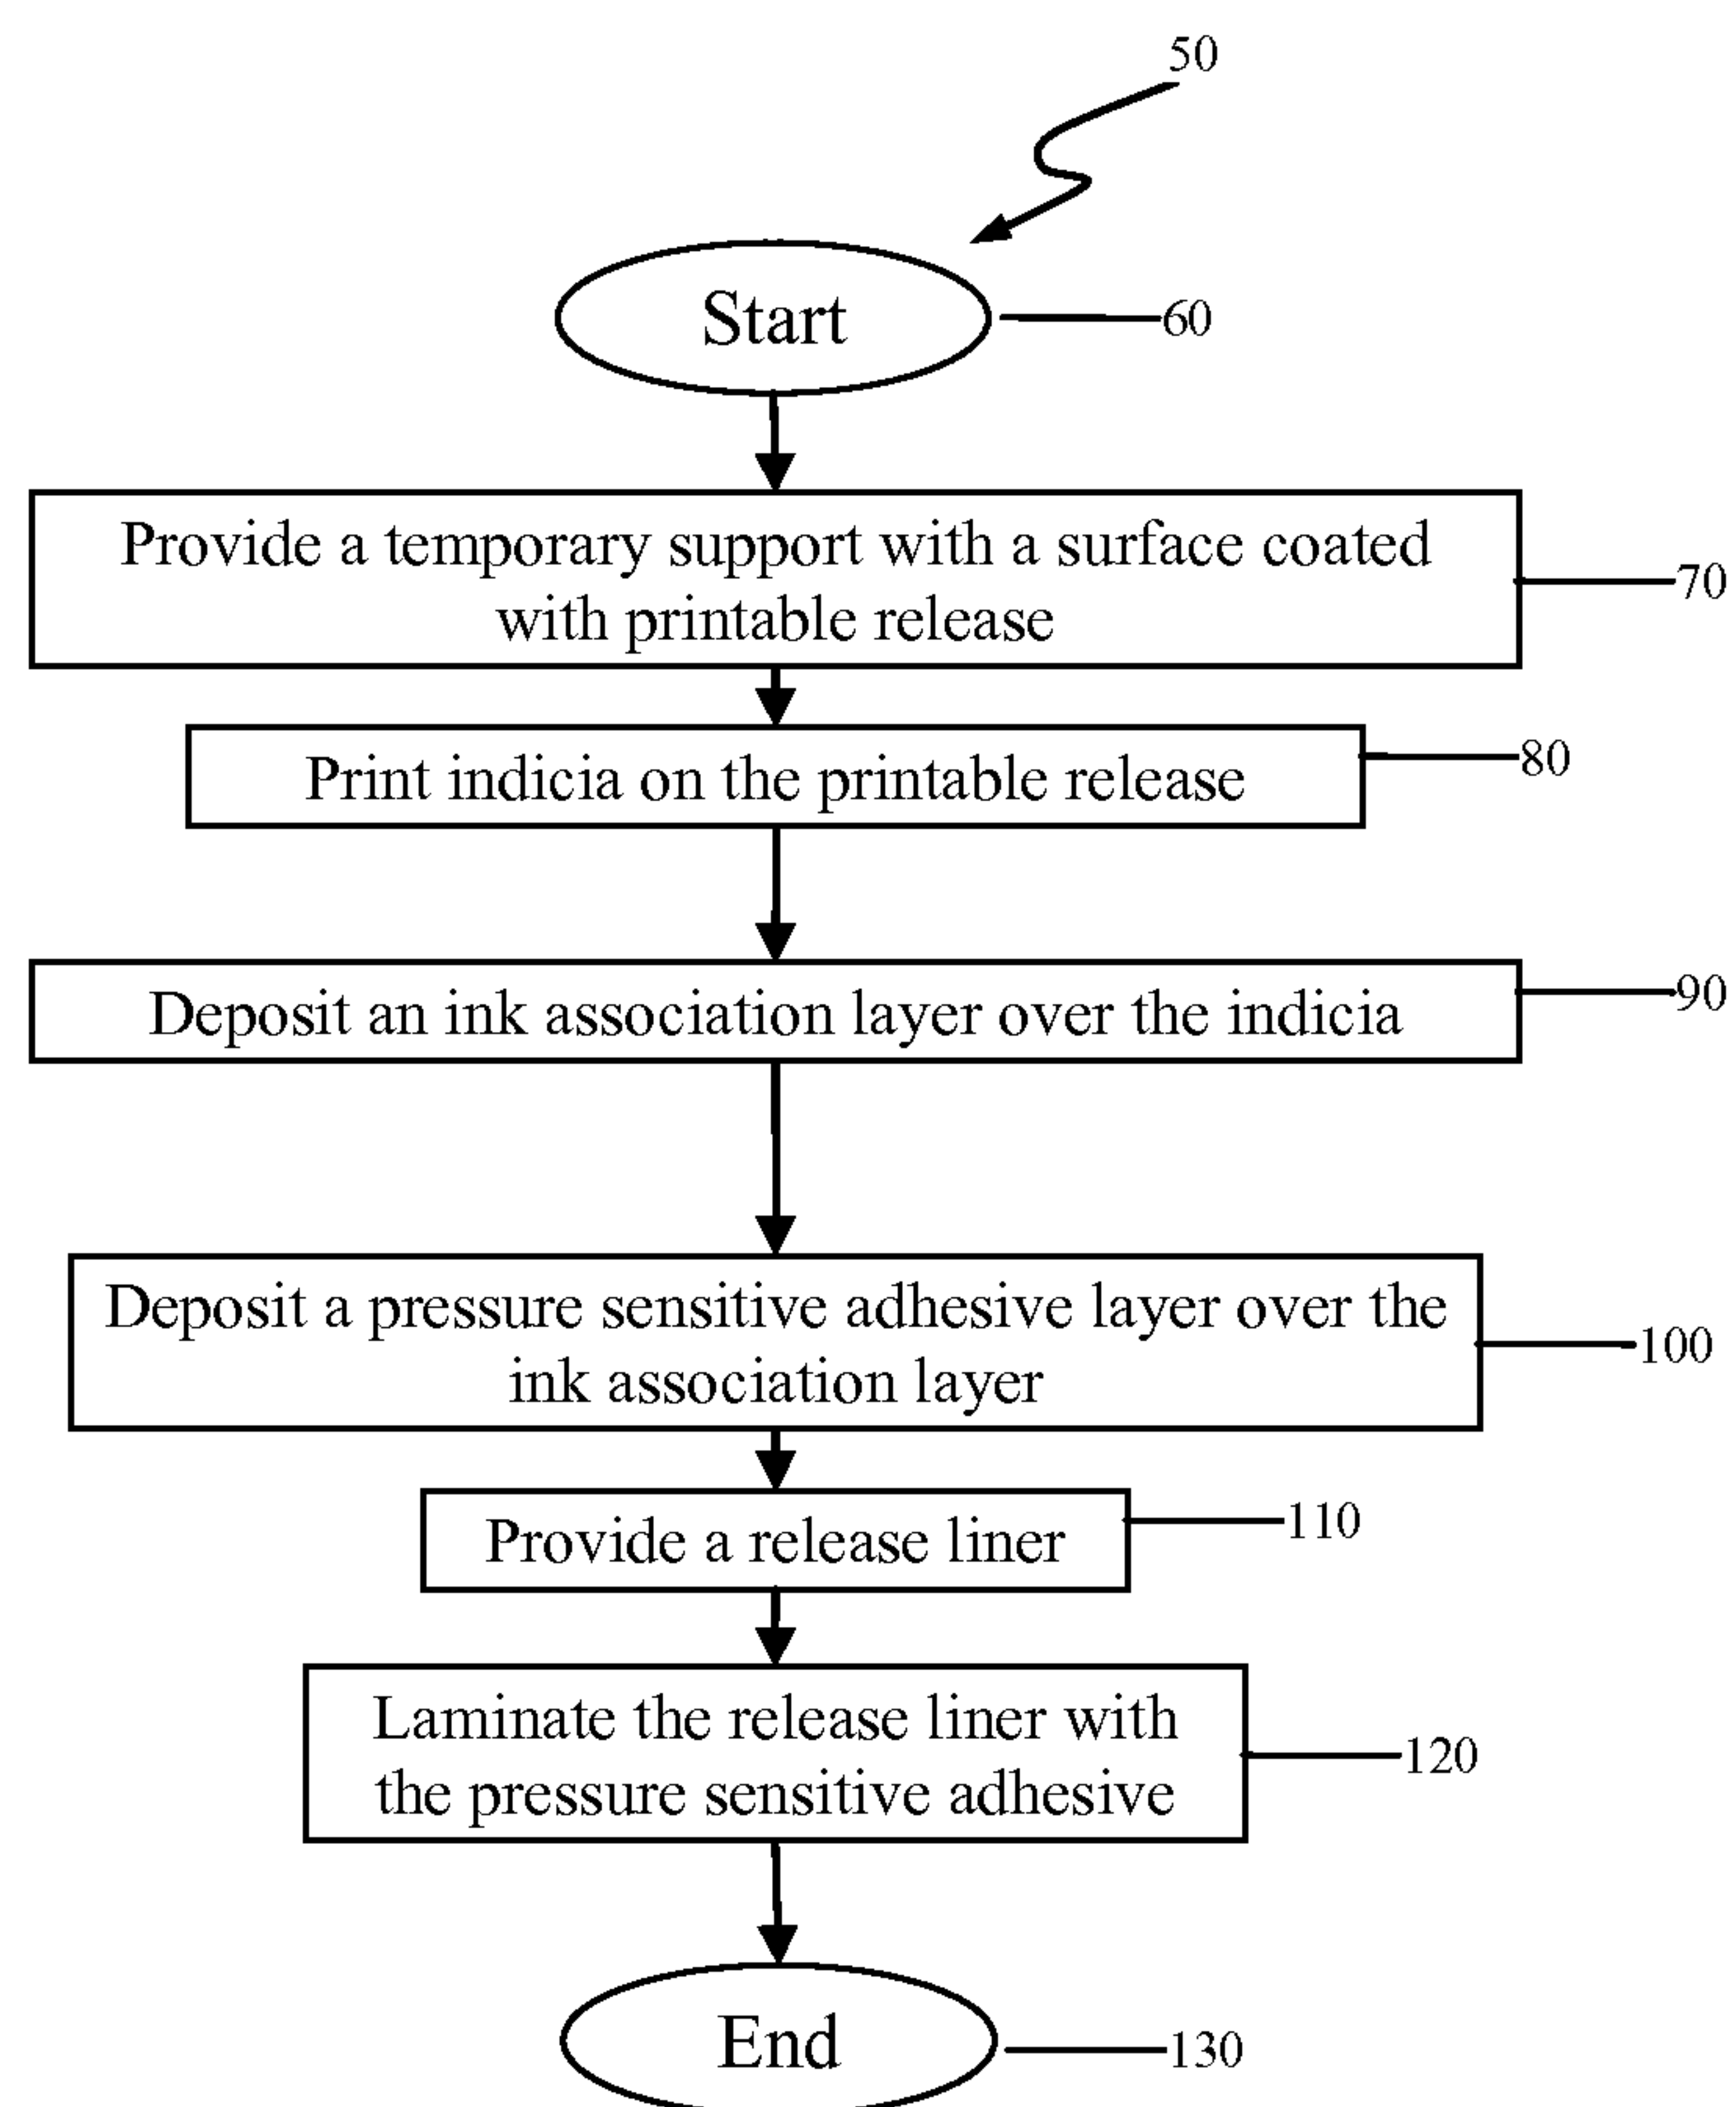 50
Start
60
Provide a temporary support with a surface coated
with printable release
70
Print indicia on the printable release
80
Deposit an ink association layer over the indicia
90
Deposit a pressure sensitive adhesive layer over the
ink association layer
100
Provide a release liner
110
Laminate the release liner with
the pressure sensitive adhesive
120
End
130